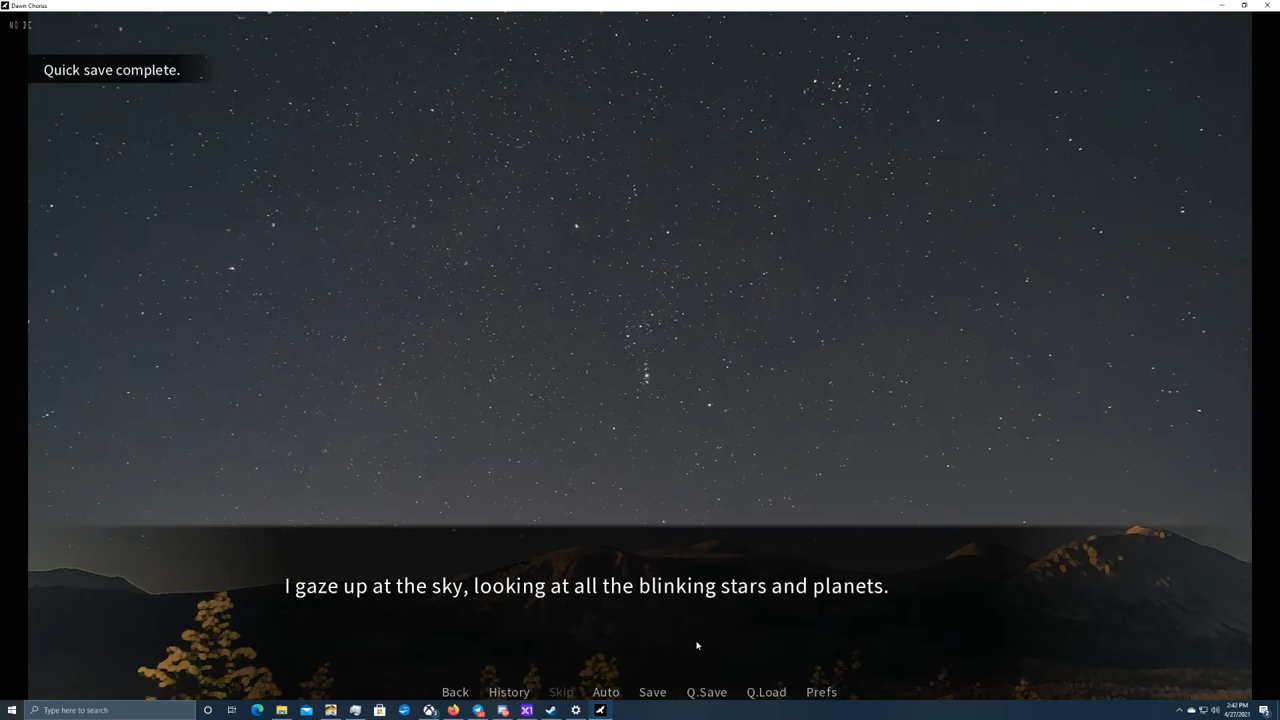 Dawn Chorus
Quick save complete.
I gaze up at the sky, looking at all the blinking stars and planets.
Back History Skip Auto Save Q.Save Q.Load Prefs
Type here to search
2:42 PM
4/27/2021